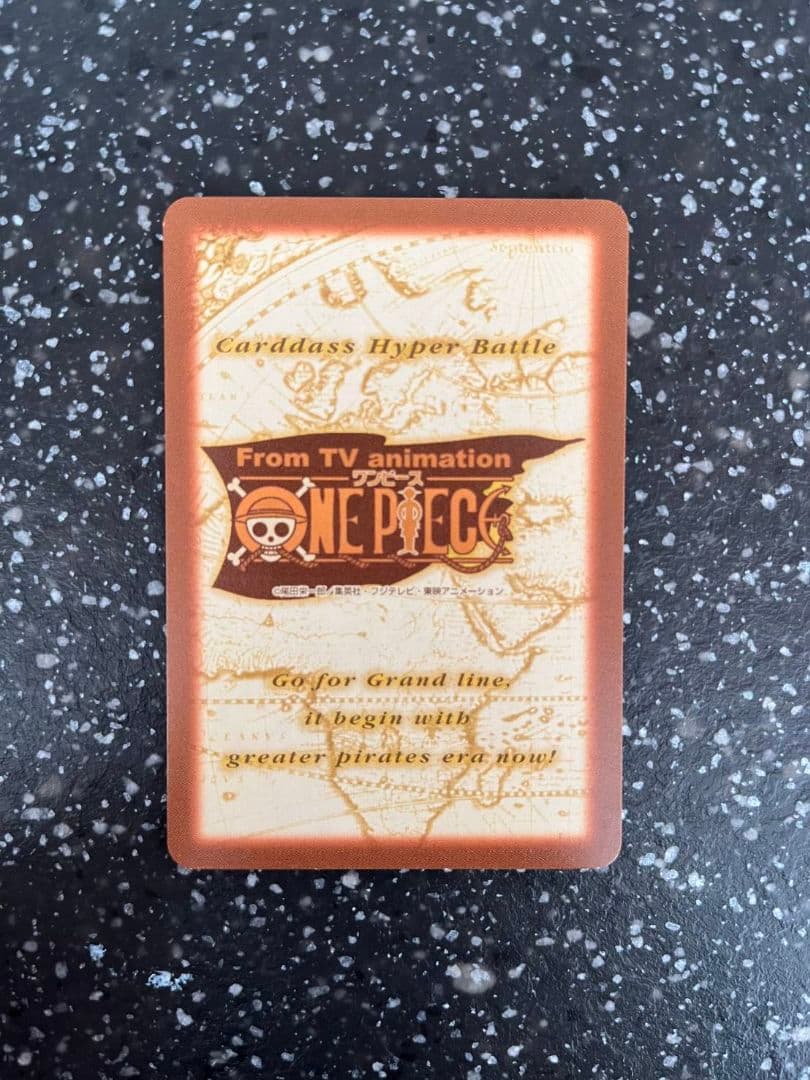 Septentrio
Carddass Hyper Battle
From TV animation
ワンピース
ONE PIECE
©尾田栄一郎/集英社・フジテレビ・東映アニメーション
Go for Grand line,
it begin with
greater pirates era now!